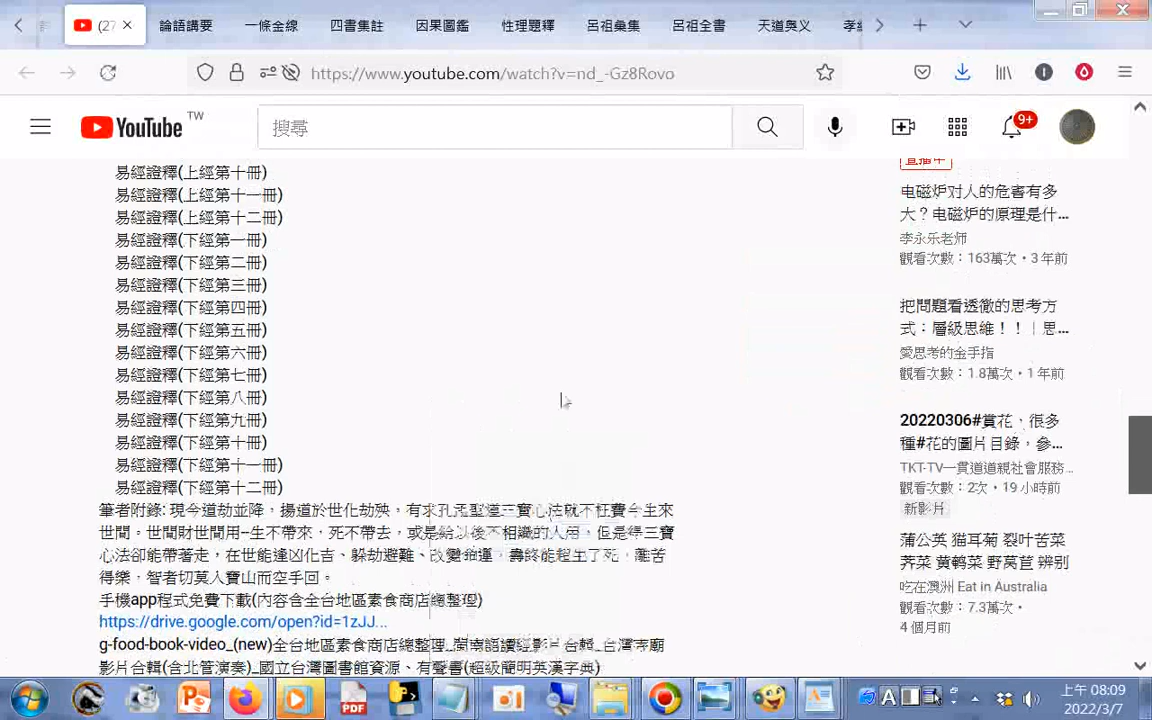 (27
論語講要
一條金線
四書集註
因果圖鑑
性理題釋
呂祖彙集
呂祖全書
天道奧义
https://www.youtube.com/watch?v=nd_-Gz8Rovo
YouTube TW
搜尋
9+
易經證釋(上經第十冊)
易經證釋(上經第十一冊)
易經證釋(上經第十二冊)
易經證釋(下經第一冊)
易經證釋(下經第二冊)
易經證釋(下經第三冊)
易經證釋(下經第四冊)
易經證釋(下經第五冊)
易經證釋(下經第六冊)
易經證釋(下經第七冊)
易經證釋(下經第八冊)
易經證釋(下經第九冊)
易經證釋(下經第十冊)
易經證釋(下經第十一冊)
易經證釋(下經第十二冊)
筆者附錄: 現今道劫並降，揚道於世化劫殃，有求孔孟聖道三寶心法就不枉費今生來
世間。世間財世間用--生不帶來，死不帶去，或是給以後不相識的人用，但是得三寶
心法卻能帶著走，在世能逢凶化吉、躲劫避難、改變命運，壽終能超生了死，離苦
得樂，智者切莫入寶山而空手回。
手機app程式免費下載(內容含全台地區素食商店總整理)
https://drive.google.com/open?id=1zJJ...
g-food-book-video_(new)全台地區素食商店總整理_閩南語讀經影片合輯_台灣寺廟
影片合輯(含北管演奏)_國立台灣圖書館資源、有聲書(超級簡明英漢字典)
直播中
电磁炉对人的危害有多
大？电磁炉的原理是什...
李永乐老师
觀看次數：163萬次・3 年前
把問題看透徹的思考方
式：層級思維！！｜思...
愛思考的金手指
觀看次數：1.8萬次・1 年前
20220306#賞花、很多
種#花的圖片目錄，參...
TKT-TV一貫道道親社會服務...
觀看次數：2次・19 小時前
新影片
蒲公英 猫耳菊 裂叶苦菜
荠菜 黄鹌菜 野莴苣 辨别
吃在澳洲 Eat in Australia
觀看次數：7.3萬次・
4 個月前
PDF
A
上午 08:09
2022/3/7